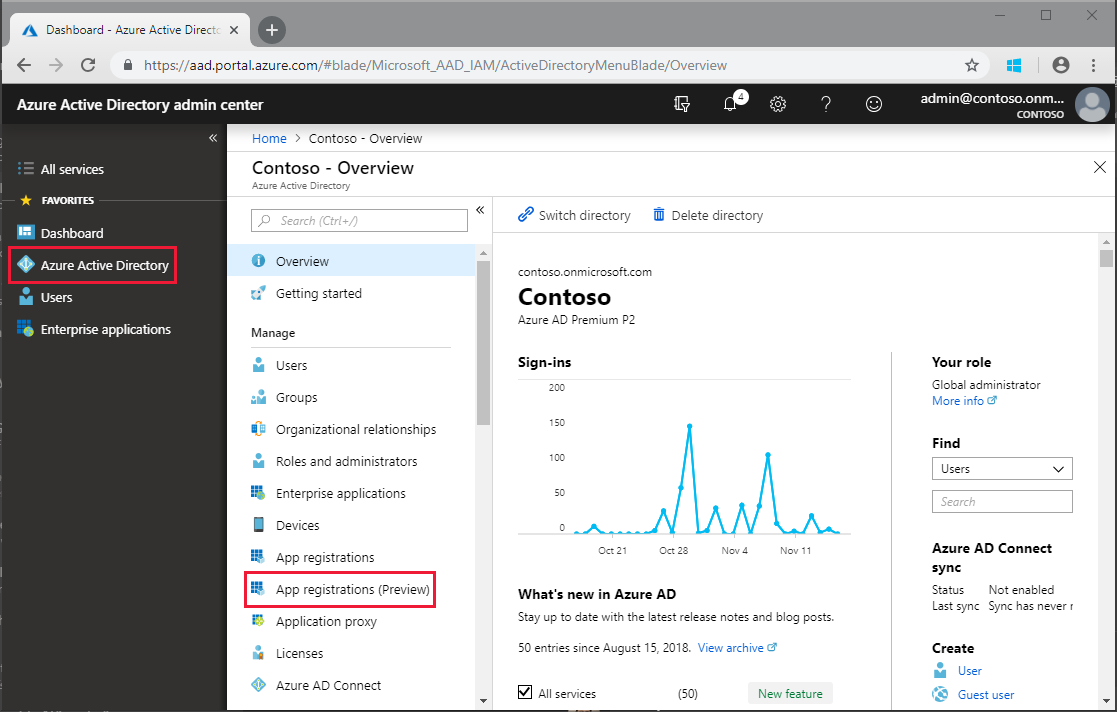 Dashboard - Azure Active Directo
https://aad.portal.azure.com/#blade/Microsoft_AAD_IAM/ActiveDirectoryMenuBlade/Overview
Azure Active Directory admin center
4
?
admin@contoso.onm...
CONTOSO
«
All services
FAVORITES
Dashboard
Azure Active Directory
Users
Enterprise applications
Home > Contoso - Overview
Contoso - Overview
Azure Active Directory
Search (Ctrl+/)
«
Overview
Getting started
Manage
Users
Groups
Organizational relationships
Roles and administrators
Enterprise applications
Devices
App registrations
App registrations (Preview)
Application proxy
Licenses
Azure AD Connect
Switch directory
Delete directory
contoso.onmicrosoft.com
Contoso
Azure AD Premium P2
Sign-ins
200
150
100
50
0
Oct 21
Oct 28
Nov 4
Nov 11
What's new in Azure AD
Stay up to date with the latest release notes and blog posts.
50 entries since August 15, 2018. View archive
All services (50) New feature
Your role
Global administrator
More info
Find
Users
Search
Azure AD Connect
sync
Status Not enabled
Last sync Sync has never r
Create
User
Guest user